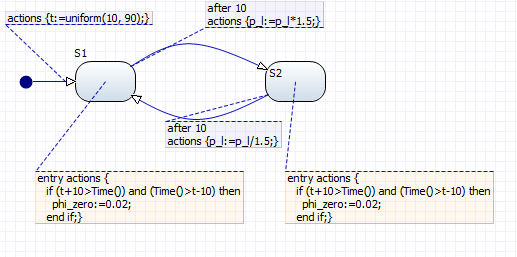 actions {t:=uniform(10, 90);}
after 10
actions {p_l:=p_l*1.5;}
S1
S2
after 10
actions {p_l:=p_l/1.5;}
entry actions {
if (t+10>Time()) and (Time()>t-10) then
phi_zero:=0.02;
end if;}
entry actions {
if (t+10>Time()) and (Time()>t-10) then
phi_zero:=0.02;
end if;}